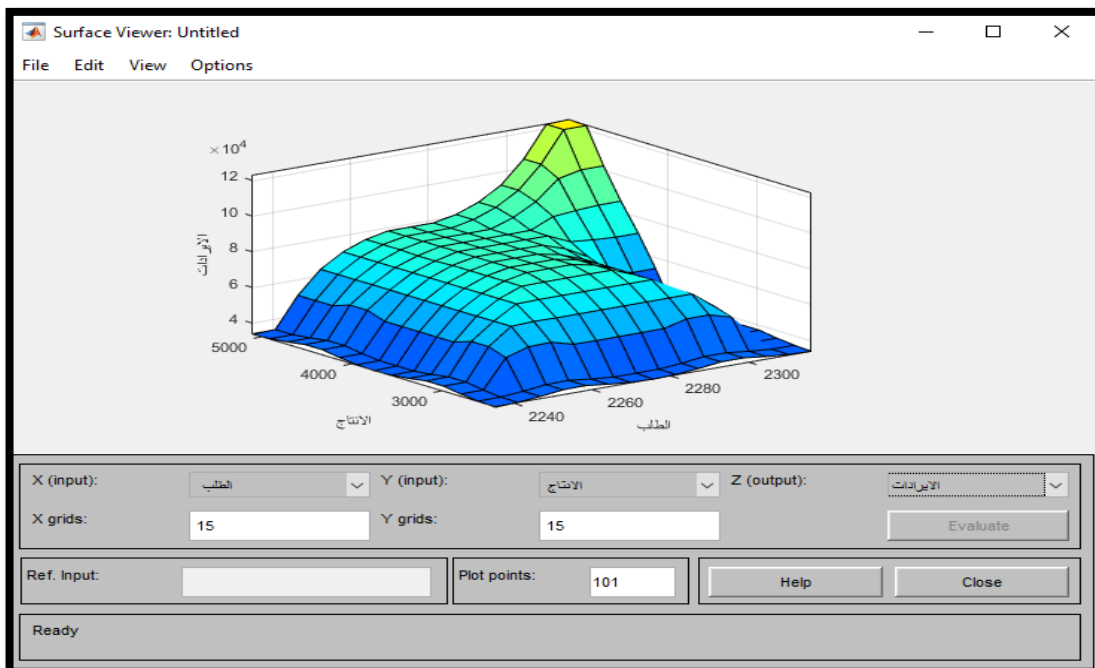 Surface Viewer: Untitled
File Edit View Options
×10⁴
12
10
8
6
4
الايرادات
5000
4000
3000
الانتاج
2240
2260
2280
2300
الطلب
X (input): الطلب Y (input): الانتاج Z (output): الايرادات
X grids: 15 Y grids: 15 Evaluate
Ref. Input: Plot points: 101 Help Close
Ready